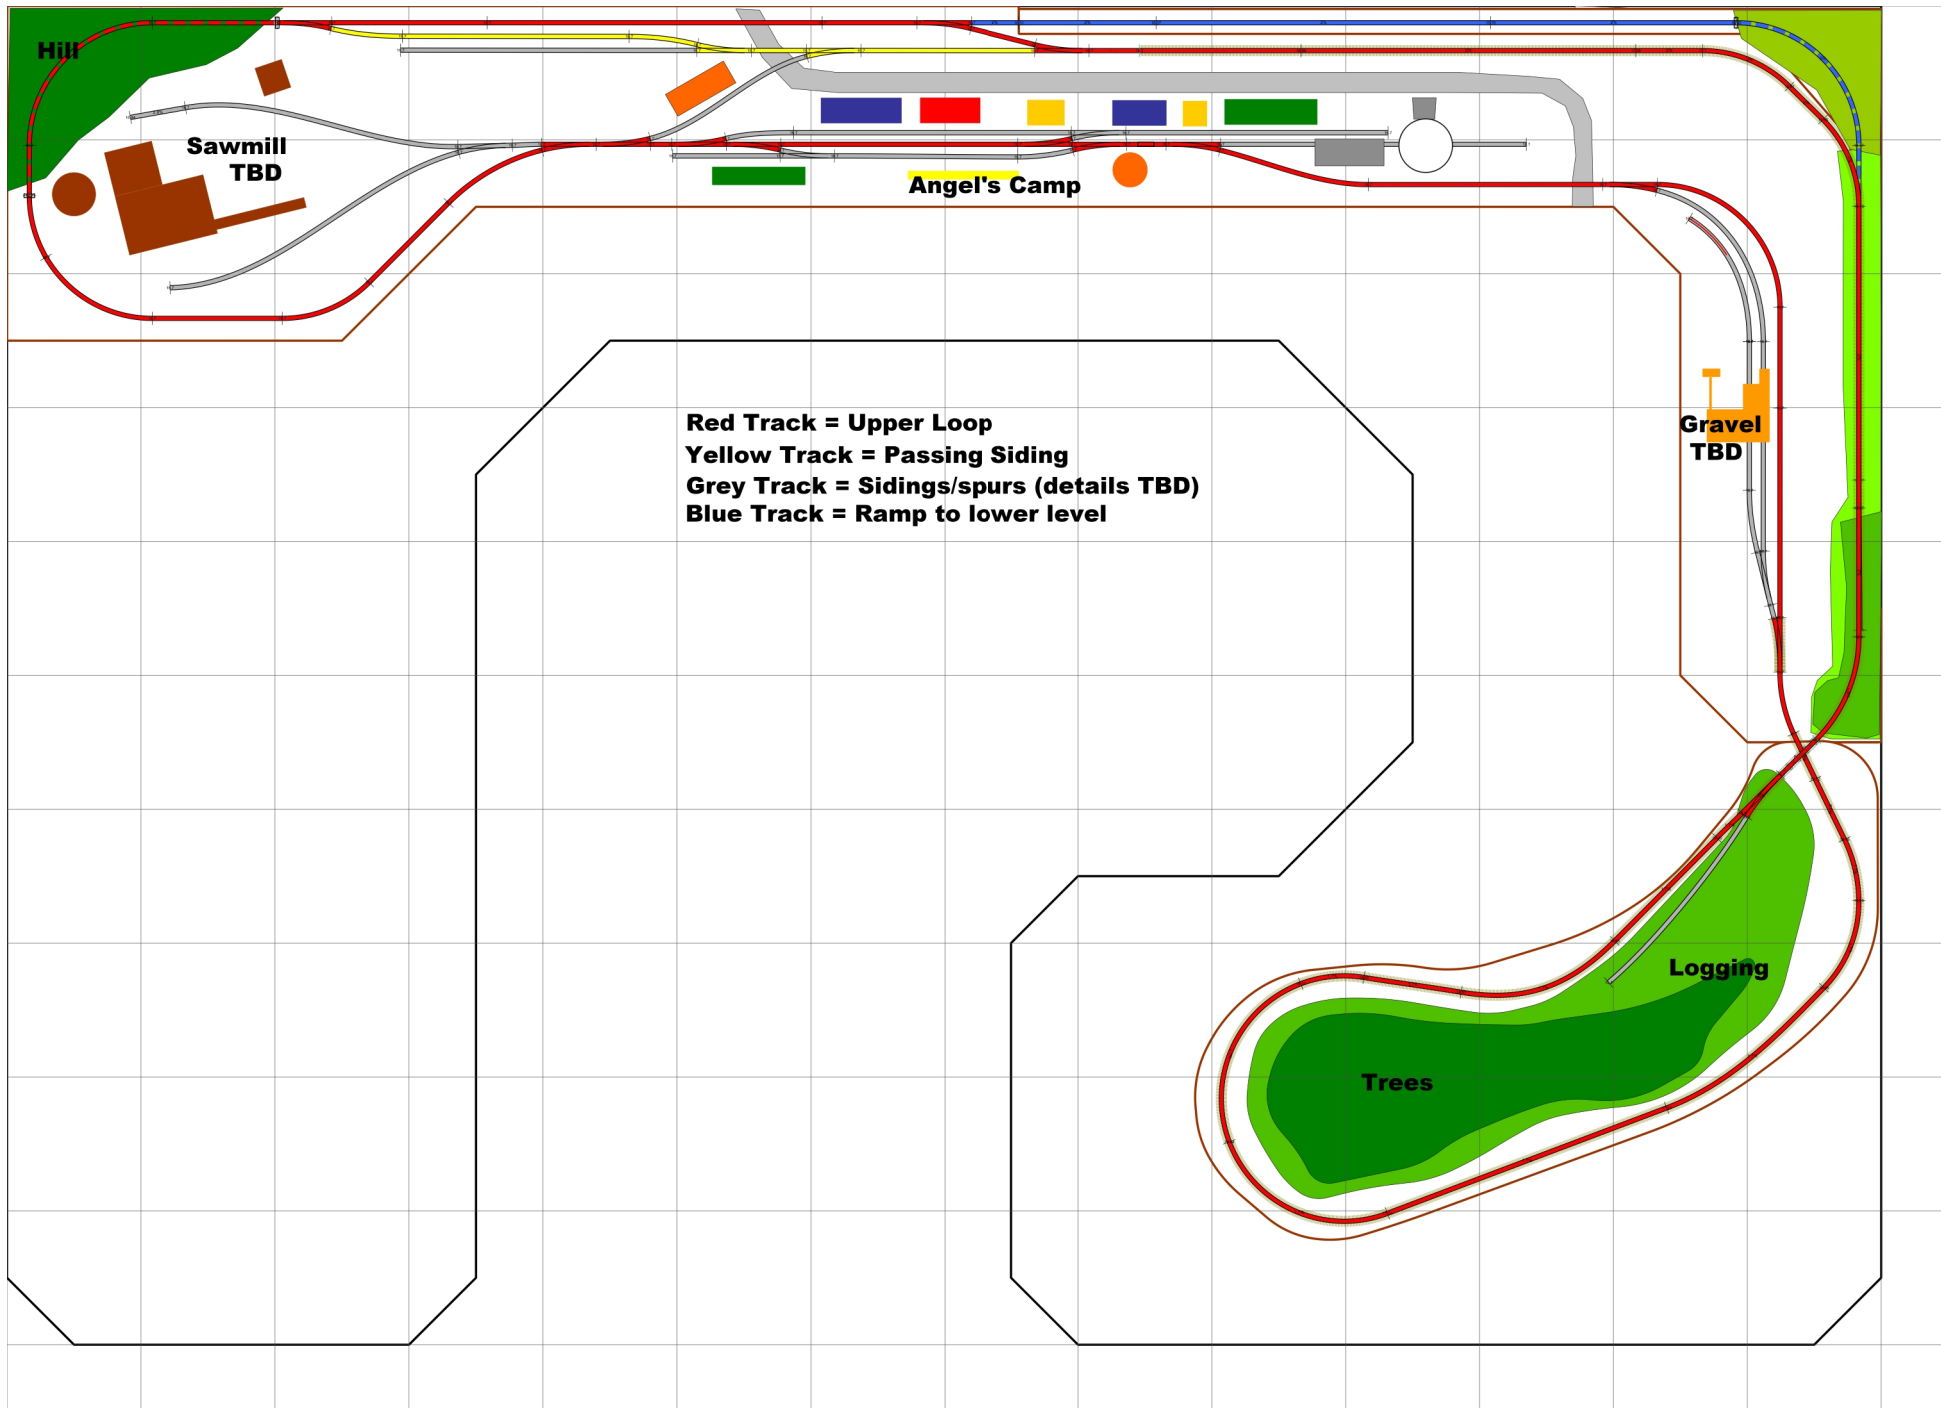 Hill
Sawmill
TBD
Angel's Camp
Red Track = Upper Loop
Yellow Track = Passing Siding
Grey Track = Sidings/spurs (details TBD)
Blue Track = Ramp to lower level
Gravel
TBD
Logging
Trees